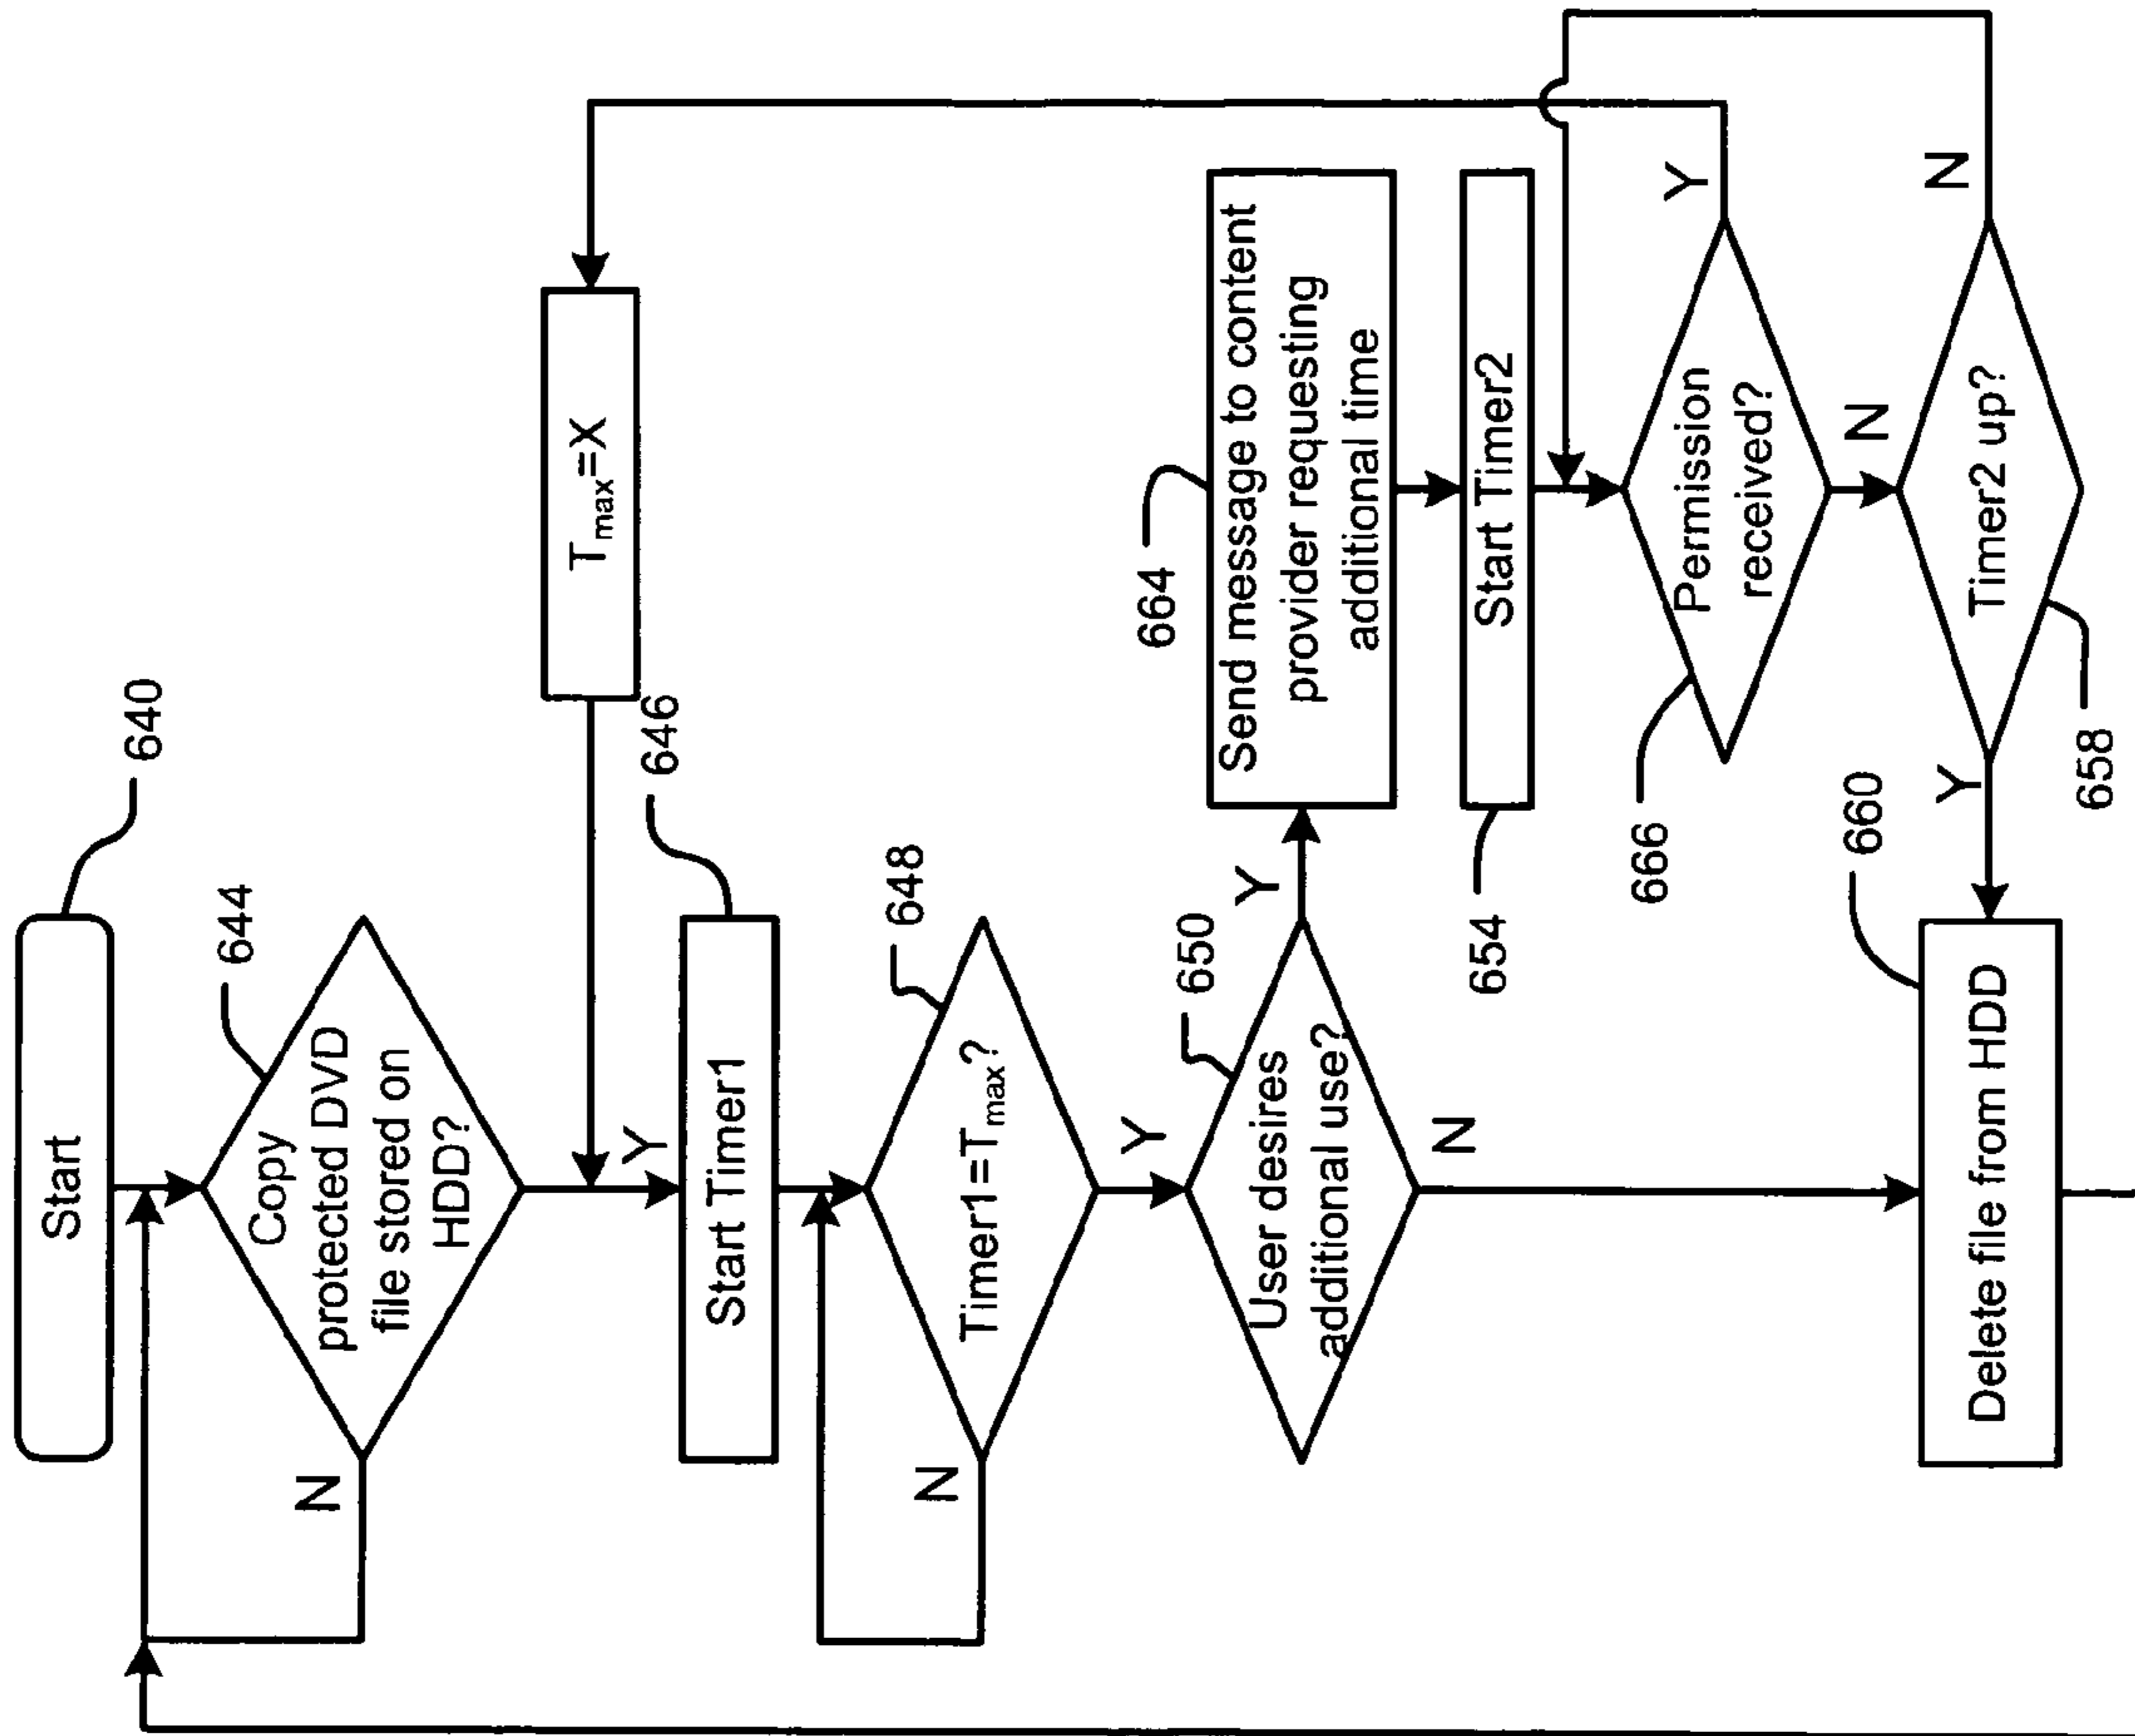 Start
640
Copy
protected DVD
file stored on
HDD?
644
N
Y
Tmax=X
Start Timer1
646
Timer1=Tmax?
648
N
Y
User desires
additional use?
650
Y
N
Send message to content
provider requesting
additional time
664
Start Timer2
654
Permission
received?
666
Y
N
Timer2 up?
658
N
Y
Delete file from HDD
660